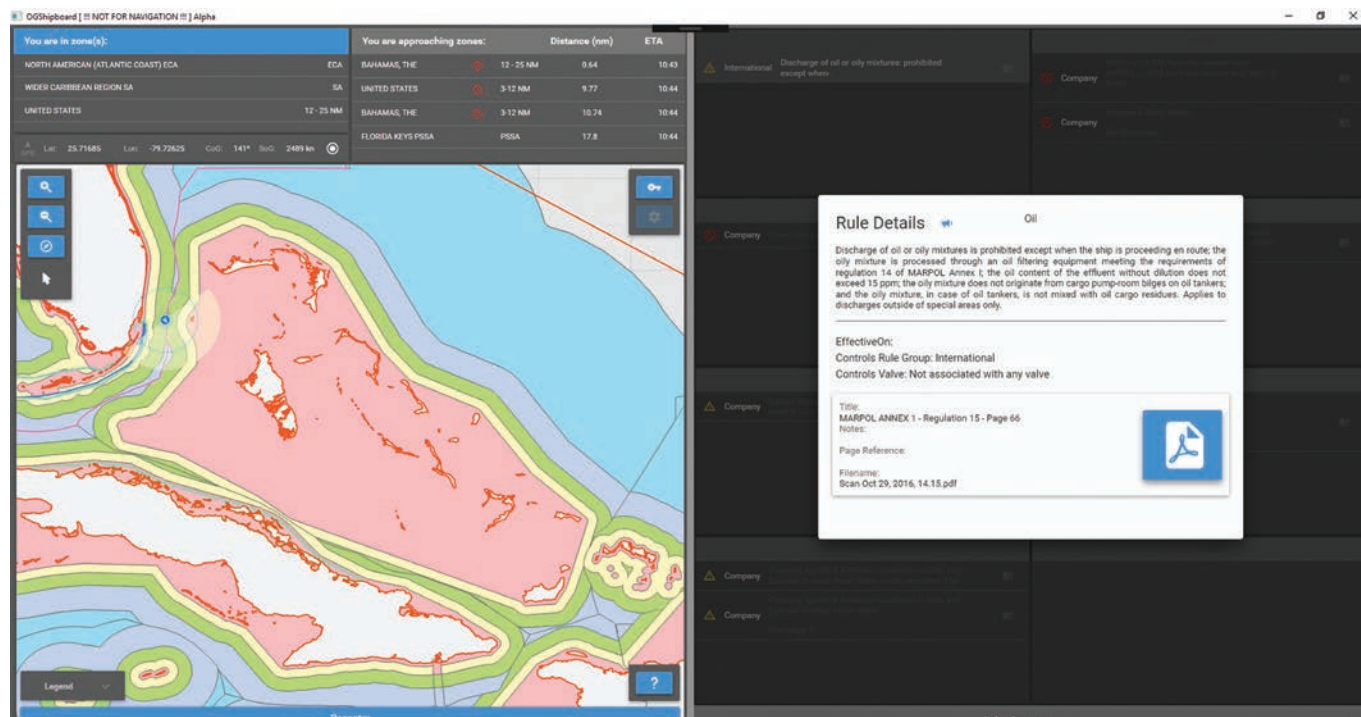 OGShipboard [ !!! NOT FOR NAVIGATION !!! ] Alpha
You are in zone(s):
NORTH AMERICAN (ATLANTIC COAST) ECA ECA
WIDER CARIBBEAN REGION SA SA
UNITED STATES 12 - 25 NM
You are approaching zones: Distance (nm) ETA
BAHAMAS, THE 12 - 25 NM 0.64 10:43
UNITED STATES 3-12 NM 9.77 10:44
BAHAMAS, THE 3-12 NM 10.74 10:44
FLORIDA KEYS PSSA PSSA 17.8 10:44
Lat: 25.71685 Lon: -79.72625 CoG: 141° SoG: 2489 kn
Legend
?
International Discharge of oil or oily mixtures: prohibited
except when
Company
Company
Company
Company
Company
Company
Rule Details Oil
Discharge of oil or oily mixtures is prohibited except when the ship is proceeding en route; the
oily mixture is processed through an oil filtering equipment meeting the requirements of
regulation 14 of MARPOL Annex I; the oil content of the effluent without dilution does not
exceed 15 ppm; the oily mixture does not originate from cargo pump-room bilges on oil tankers;
and the oily mixture, in case of oil tankers, is not mixed with oil cargo residues. Applies to
discharges outside of special areas only.
EffectiveOn:
Controls Rule Group: International
Controls Valve: Not associated with any valve
Title:
MARPOL ANNEX 1 - Regulation 15 - Page 66
Notes:
Page Reference:
Filename:
Scan Oct 29, 2016, 14.15.pdf